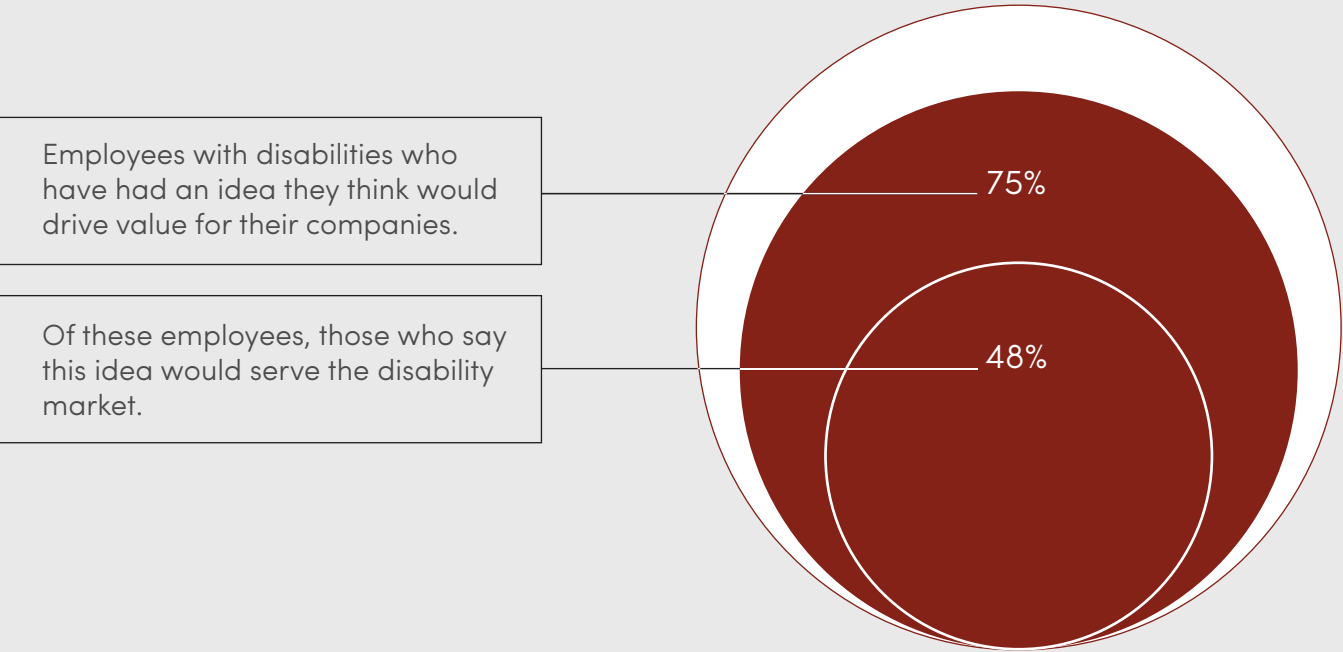 Employees with disabilities who
have had an idea they think would
drive value for their companies.
75%
Of these employees, those who say
this idea would serve the disability
market.
48%